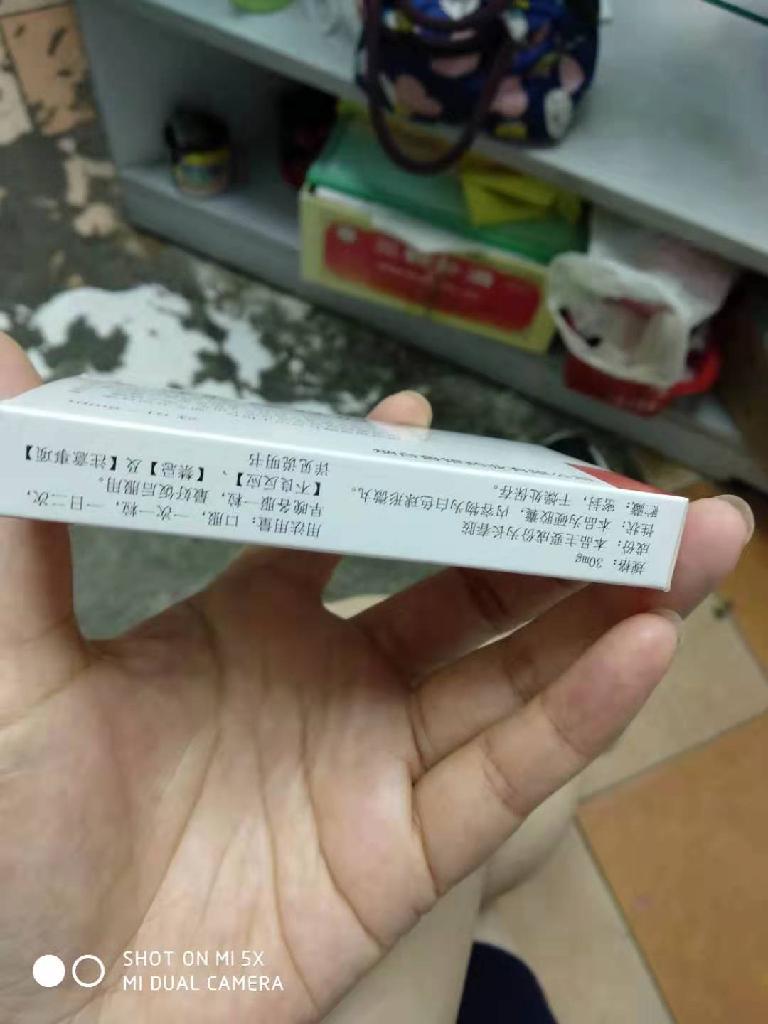 规格：30mg
成份：本品主要成份为长春胺
性状：本品为硬胶囊，内容物为白色球形微丸。
贮藏：密封，干燥处保存。
用法用量：口服，一次一粒，一日二次，
早晚各服一粒，最好饭后服用。
【不良反应】、【禁忌】及【注意事项】
详见说明书
SHOT ON MI 5X
MI DUAL CAMERA